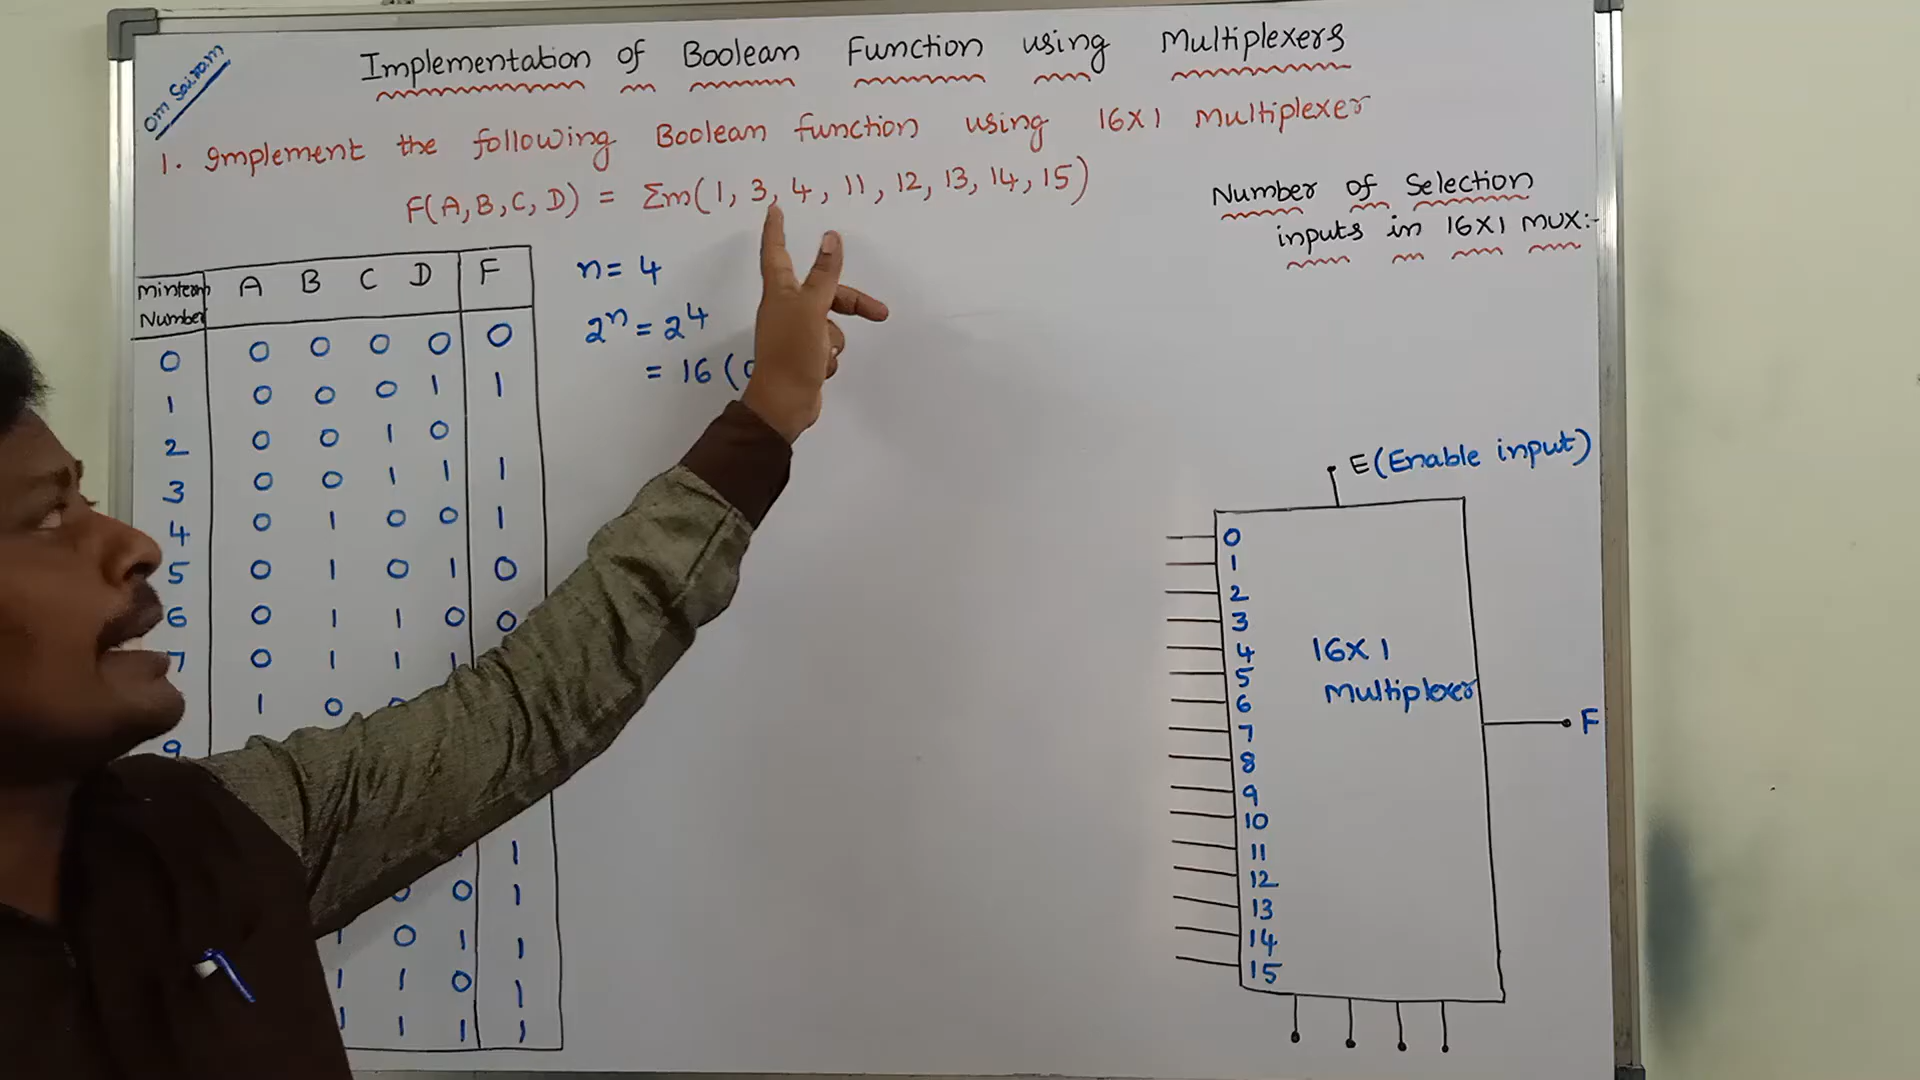 Om Sairam
Implementation of Boolean Function using Multiplexers
1. Implement the following Boolean function using 16X1 Multiplexer
F(A,B,C,D) = Σm(1,3,4,11,12,13,14,15)
Number of Selection
inputs in 16X1 MUX:-
Minterm Number A B C D F
0 0 0 0 0 0
1 0 0 0 1 1
2 0 0 1 0
3 0 0 1 1 1
4 0 1 0 0 1
5 0 1 0 1 0
6 0 1 1 0 0
7 0 1 1 1
1 0 0
9
1
0 0 1
1 0 1 1
1 1 0 1
1 1 1 1
n=4
2ⁿ = 2⁴
= 16 (
E(Enable input)
0
1
2
3
4
5
6
7
8
9
10
11
12
13
14
15
16X1
Multiplexer
F